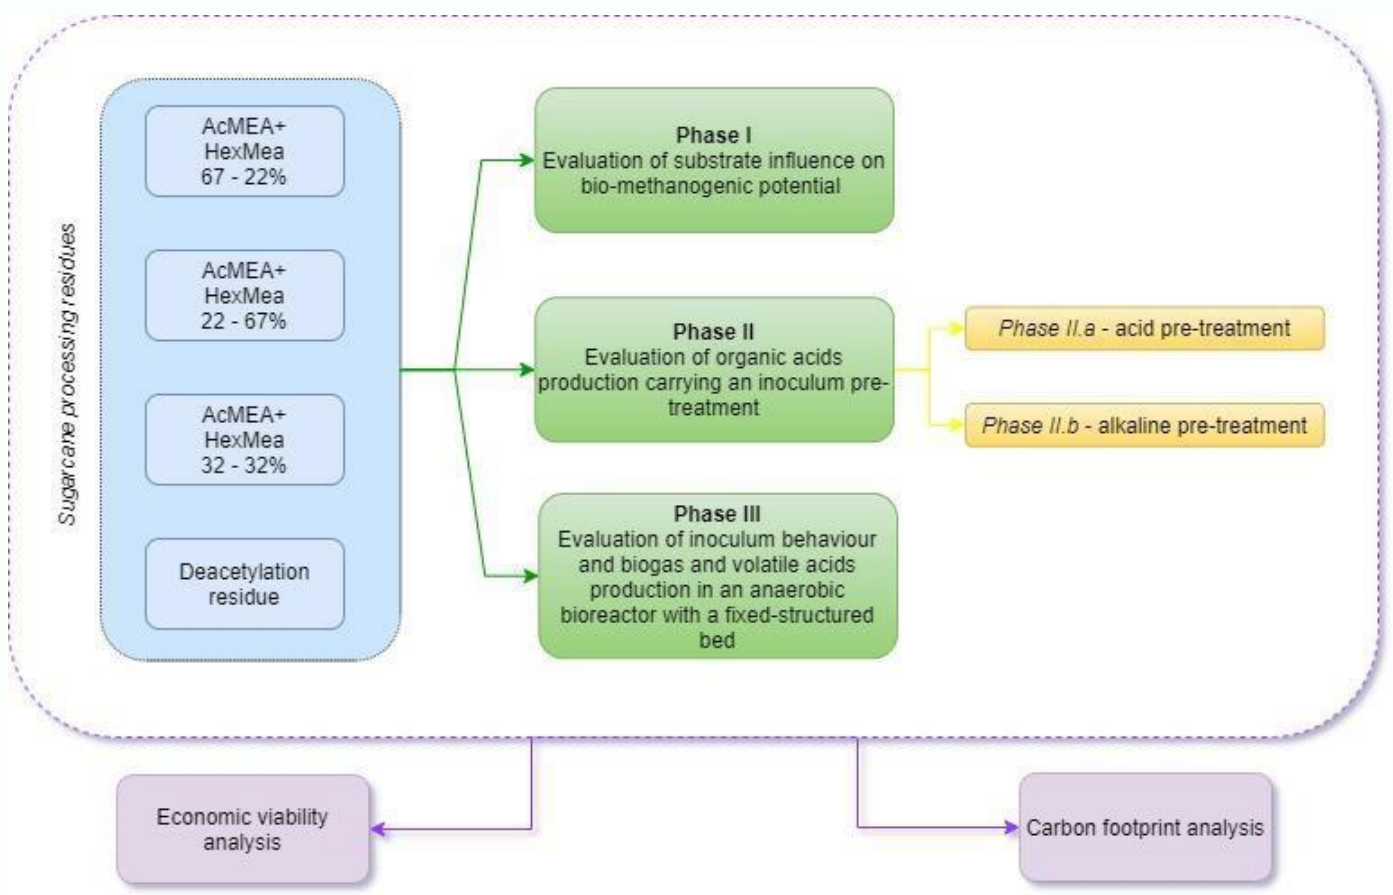 Sugarcane processing residues
AcMEA+
HexMea
67 - 22%
AcMEA+
HexMea
22 - 67%
AcMEA+
HexMea
32 - 32%
Deacetylation
residue
Phase I
Evaluation of substrate influence on
bio-methanogenic potential
Phase II
Evaluation of organic acids
production carrying an inoculum pre-
treatment
Phase II.a - acid pre-treatment
Phase II.b - alkaline pre-treatment
Phase III
Evaluation of inoculum behaviour
and biogas and volatile acids
production in an anaerobic
bioreactor with a fixed-structured
bed
Economic viability
analysis
Carbon footprint analysis